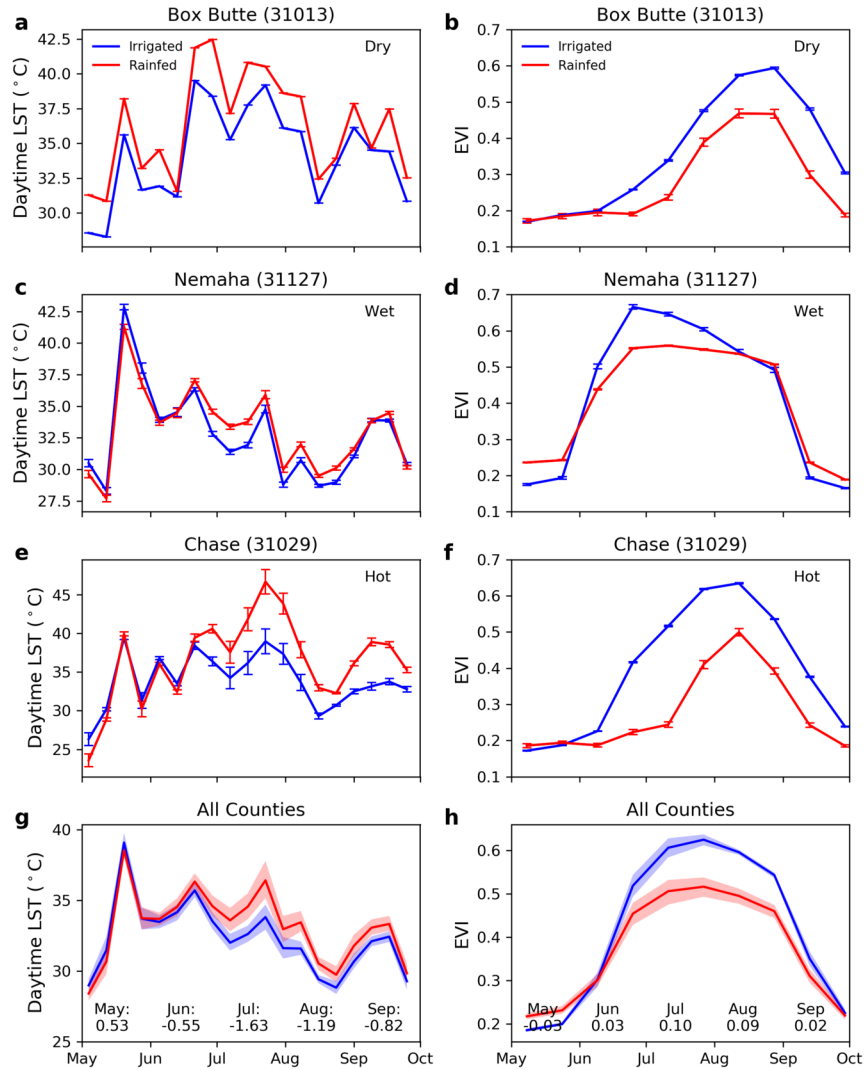 a
Box Butte (31013)
Irrigated
Rainfed
Dry
Daytime LST (°C)
42.5
40.0
37.5
35.0
32.5
30.0
b
Box Butte (31013)
Irrigated
Rainfed
Dry
EVI
0.7
0.6
0.5
0.4
0.3
0.2
0.1
c
Nemaha (31127)
Wet
Daytime LST (°C)
42.5
40.0
37.5
35.0
32.5
30.0
27.5
d
Nemaha (31127)
Wet
EVI
0.7
0.6
0.5
0.4
0.3
0.2
0.1
e
Chase (31029)
Hot
Daytime LST (°C)
45
40
35
30
25
f
Chase (31029)
Hot
EVI
0.7
0.6
0.5
0.4
0.3
0.2
0.1
g
All Counties
Daytime LST (°C)
40
35
30
25
May: Jun: Jul: Aug: Sep:
0.53 -0.55 -1.63 -1.19 -0.82
May Jun Jul Aug Sep Oct
h
All Counties
EVI
0.6
0.5
0.4
0.3
0.2
May Jun Jul Aug Sep
-0.03 0.03 0.10 0.09 0.02
May Jun Jul Aug Sep Oct